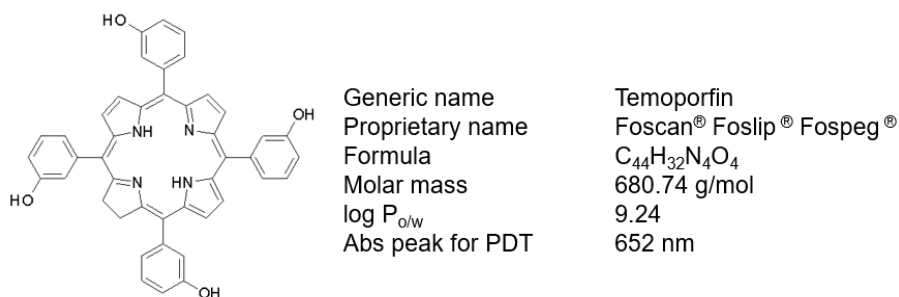 HO
OH
NH
N
N
HN
HO
OH
Generic name Temoporfin
Proprietary name Foscan® Foslip ® Fospeg ®
Formula C₄₄H₃₂N₄O₄
Molar mass 680.74 g/mol
log Pₒ/w 9.24
Abs peak for PDT 652 nm